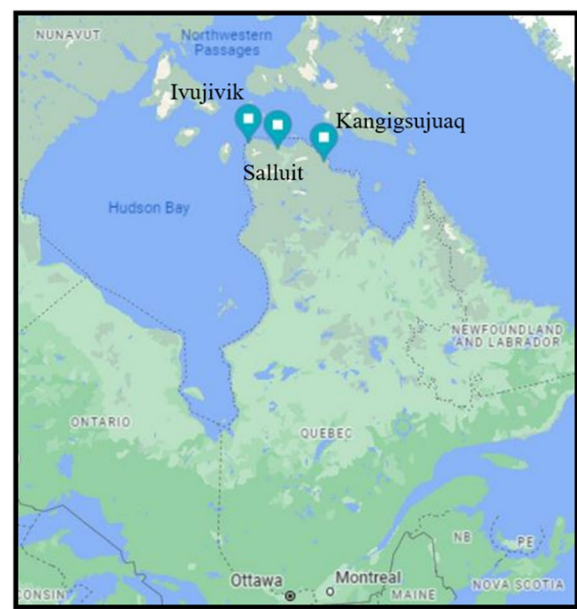 NUNAVUT
Northwestern
Passages
Ivujivik
Kangigsujuaq
Salluit
Hudson Bay
NEWFOUNDLAND
AND LABRADOR
ONTARIO
QUEBEC
NB
PE
Ottawa
Montreal
CONSIN
MAINE
NOVA SCOTIA